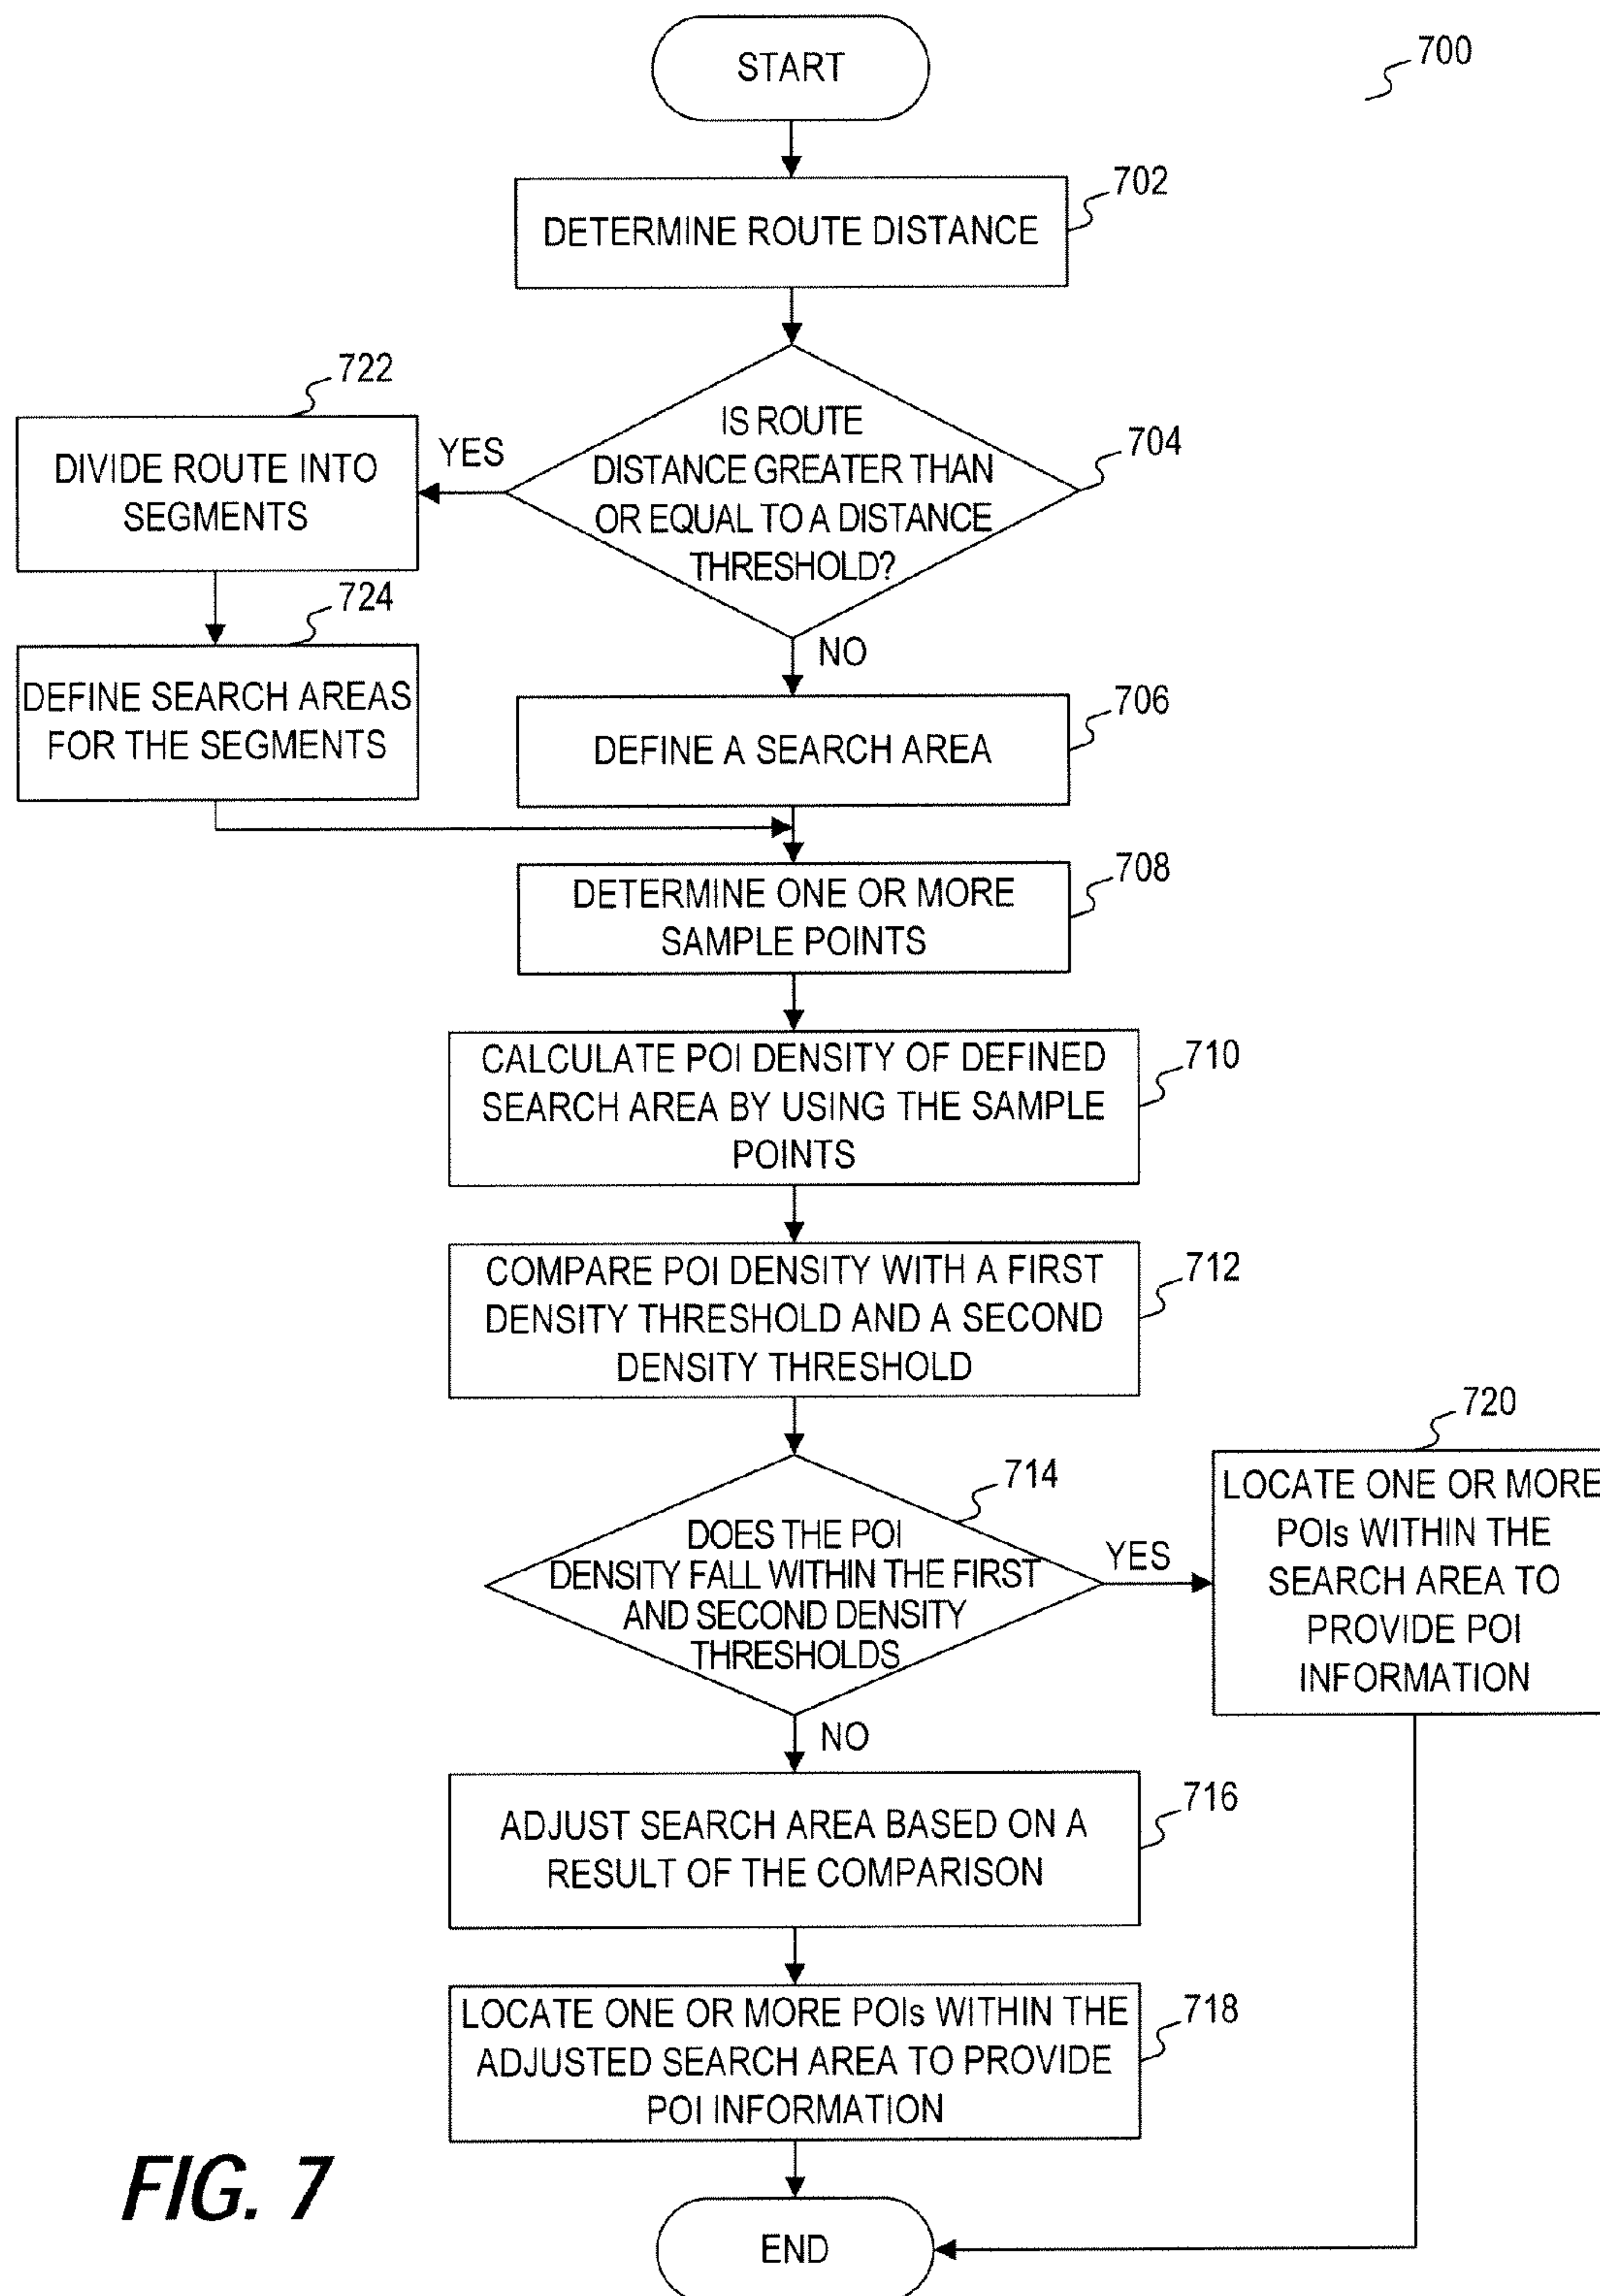 START
700
702
DETERMINE ROUTE DISTANCE
722
704
IS ROUTE
DISTANCE GREATER THAN
OR EQUAL TO A DISTANCE
THRESHOLD?
YES
DIVIDE ROUTE INTO
SEGMENTS
724
NO
DEFINE SEARCH AREAS
FOR THE SEGMENTS
706
DEFINE A SEARCH AREA
708
DETERMINE ONE OR MORE
SAMPLE POINTS
710
CALCULATE POI DENSITY OF DEFINED
SEARCH AREA BY USING THE SAMPLE
POINTS
712
COMPARE POI DENSITY WITH A FIRST
DENSITY THRESHOLD AND A SECOND
DENSITY THRESHOLD
714
DOES THE POI
DENSITY FALL WITHIN THE FIRST
AND SECOND DENSITY
THRESHOLDS
YES
720
LOCATE ONE OR MORE
POIs WITHIN THE
SEARCH AREA TO
PROVIDE POI
INFORMATION
NO
716
ADJUST SEARCH AREA BASED ON A
RESULT OF THE COMPARISON
718
LOCATE ONE OR MORE POIs WITHIN THE
ADJUSTED SEARCH AREA TO PROVIDE
POI INFORMATION
FIG. 7
END